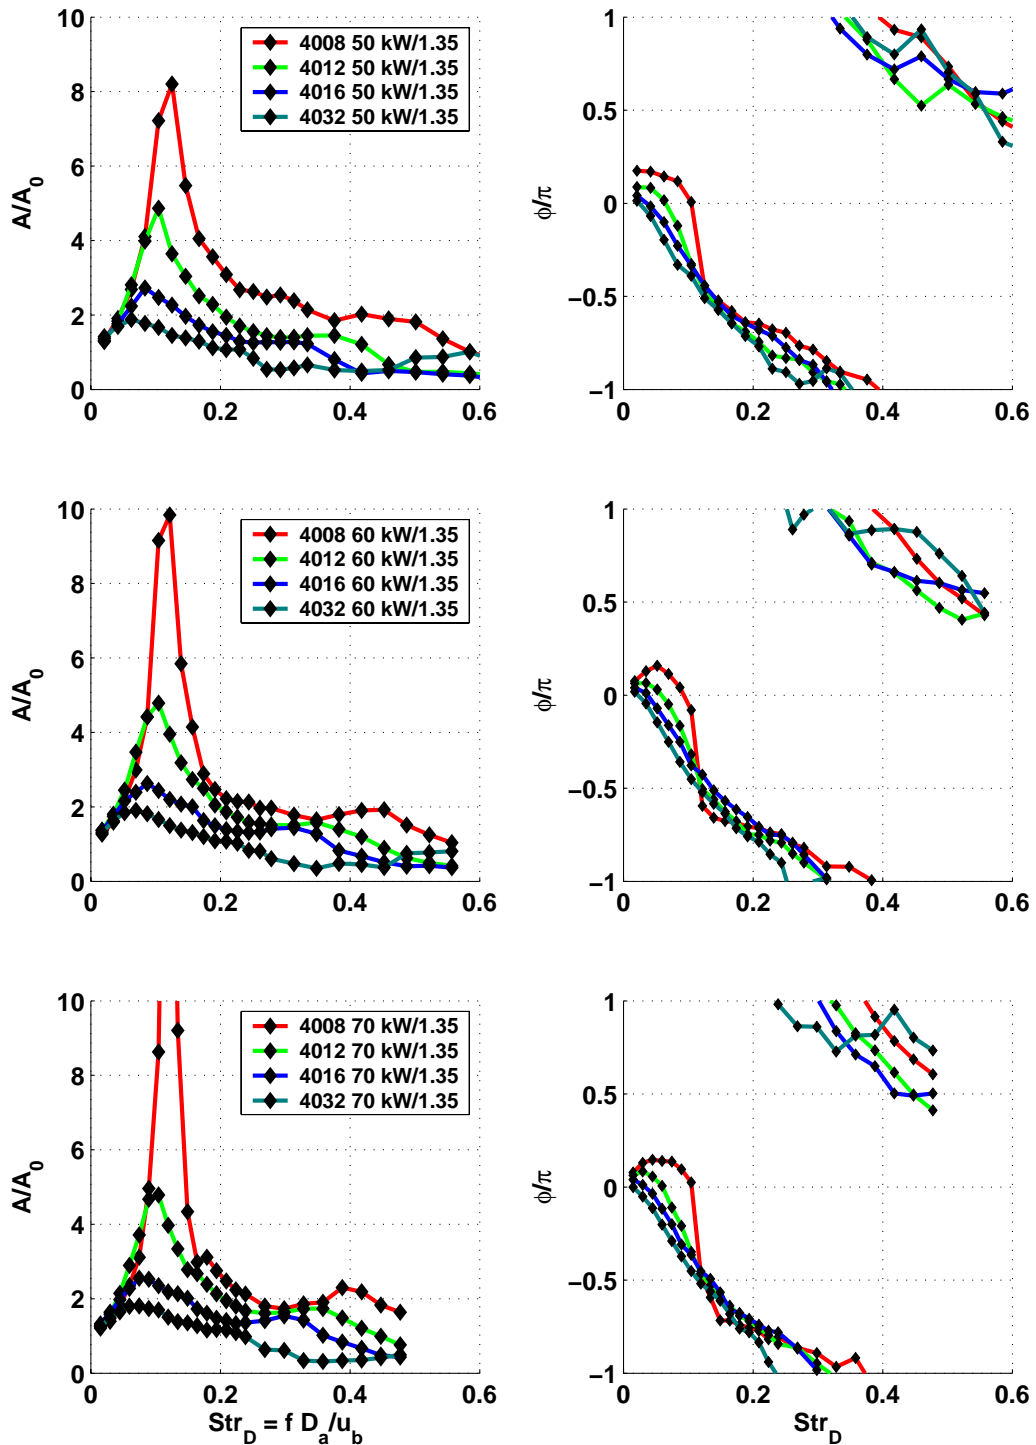 10
8
6
4
2
0
A/A0
4008 50 kW/1.35
4012 50 kW/1.35
4016 50 kW/1.35
4032 50 kW/1.35
0 0.2 0.4 0.6
1
0.5
0
−0.5
−1
ϕ/π
0 0.2 0.4 0.6
10
8
6
4
2
0
A/A0
4008 60 kW/1.35
4012 60 kW/1.35
4016 60 kW/1.35
4032 60 kW/1.35
0 0.2 0.4 0.6
1
0.5
0
−0.5
−1
ϕ/π
0 0.2 0.4 0.6
10
8
6
4
2
0
A/A0
4008 70 kW/1.35
4012 70 kW/1.35
4016 70 kW/1.35
4032 70 kW/1.35
0 0.2 0.4 0.6
StrD = f Da/ub
1
0.5
0
−0.5
−1
ϕ/π
0 0.2 0.4 0.6
StrD